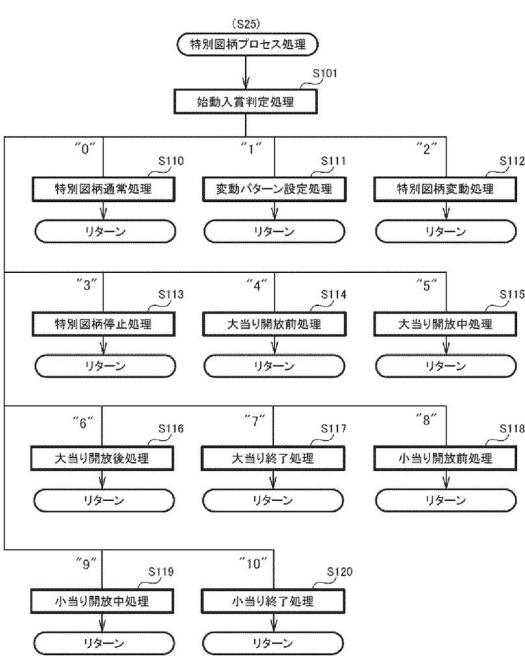 (S25)
特別図柄プロセス処理
S101
始動入賞判定処理
"0" "1" "2"
S110 S111 S112
特別図柄通常処理 変動パターン設定処理 特別図柄変動処理
リターン リターン リターン
"3" "4" "5"
S113 S114 S115
特別図柄停止処理 大当り開放前処理 大当り開放中処理
リターン リターン リターン
"6" "7" "8"
S116 S117 S118
大当り開放後処理 大当り終了処理 小当り開放前処理
リターン リターン リターン
"9" "10"
S119 S120
小当り開放中処理 小当り終了処理
リターン リターン